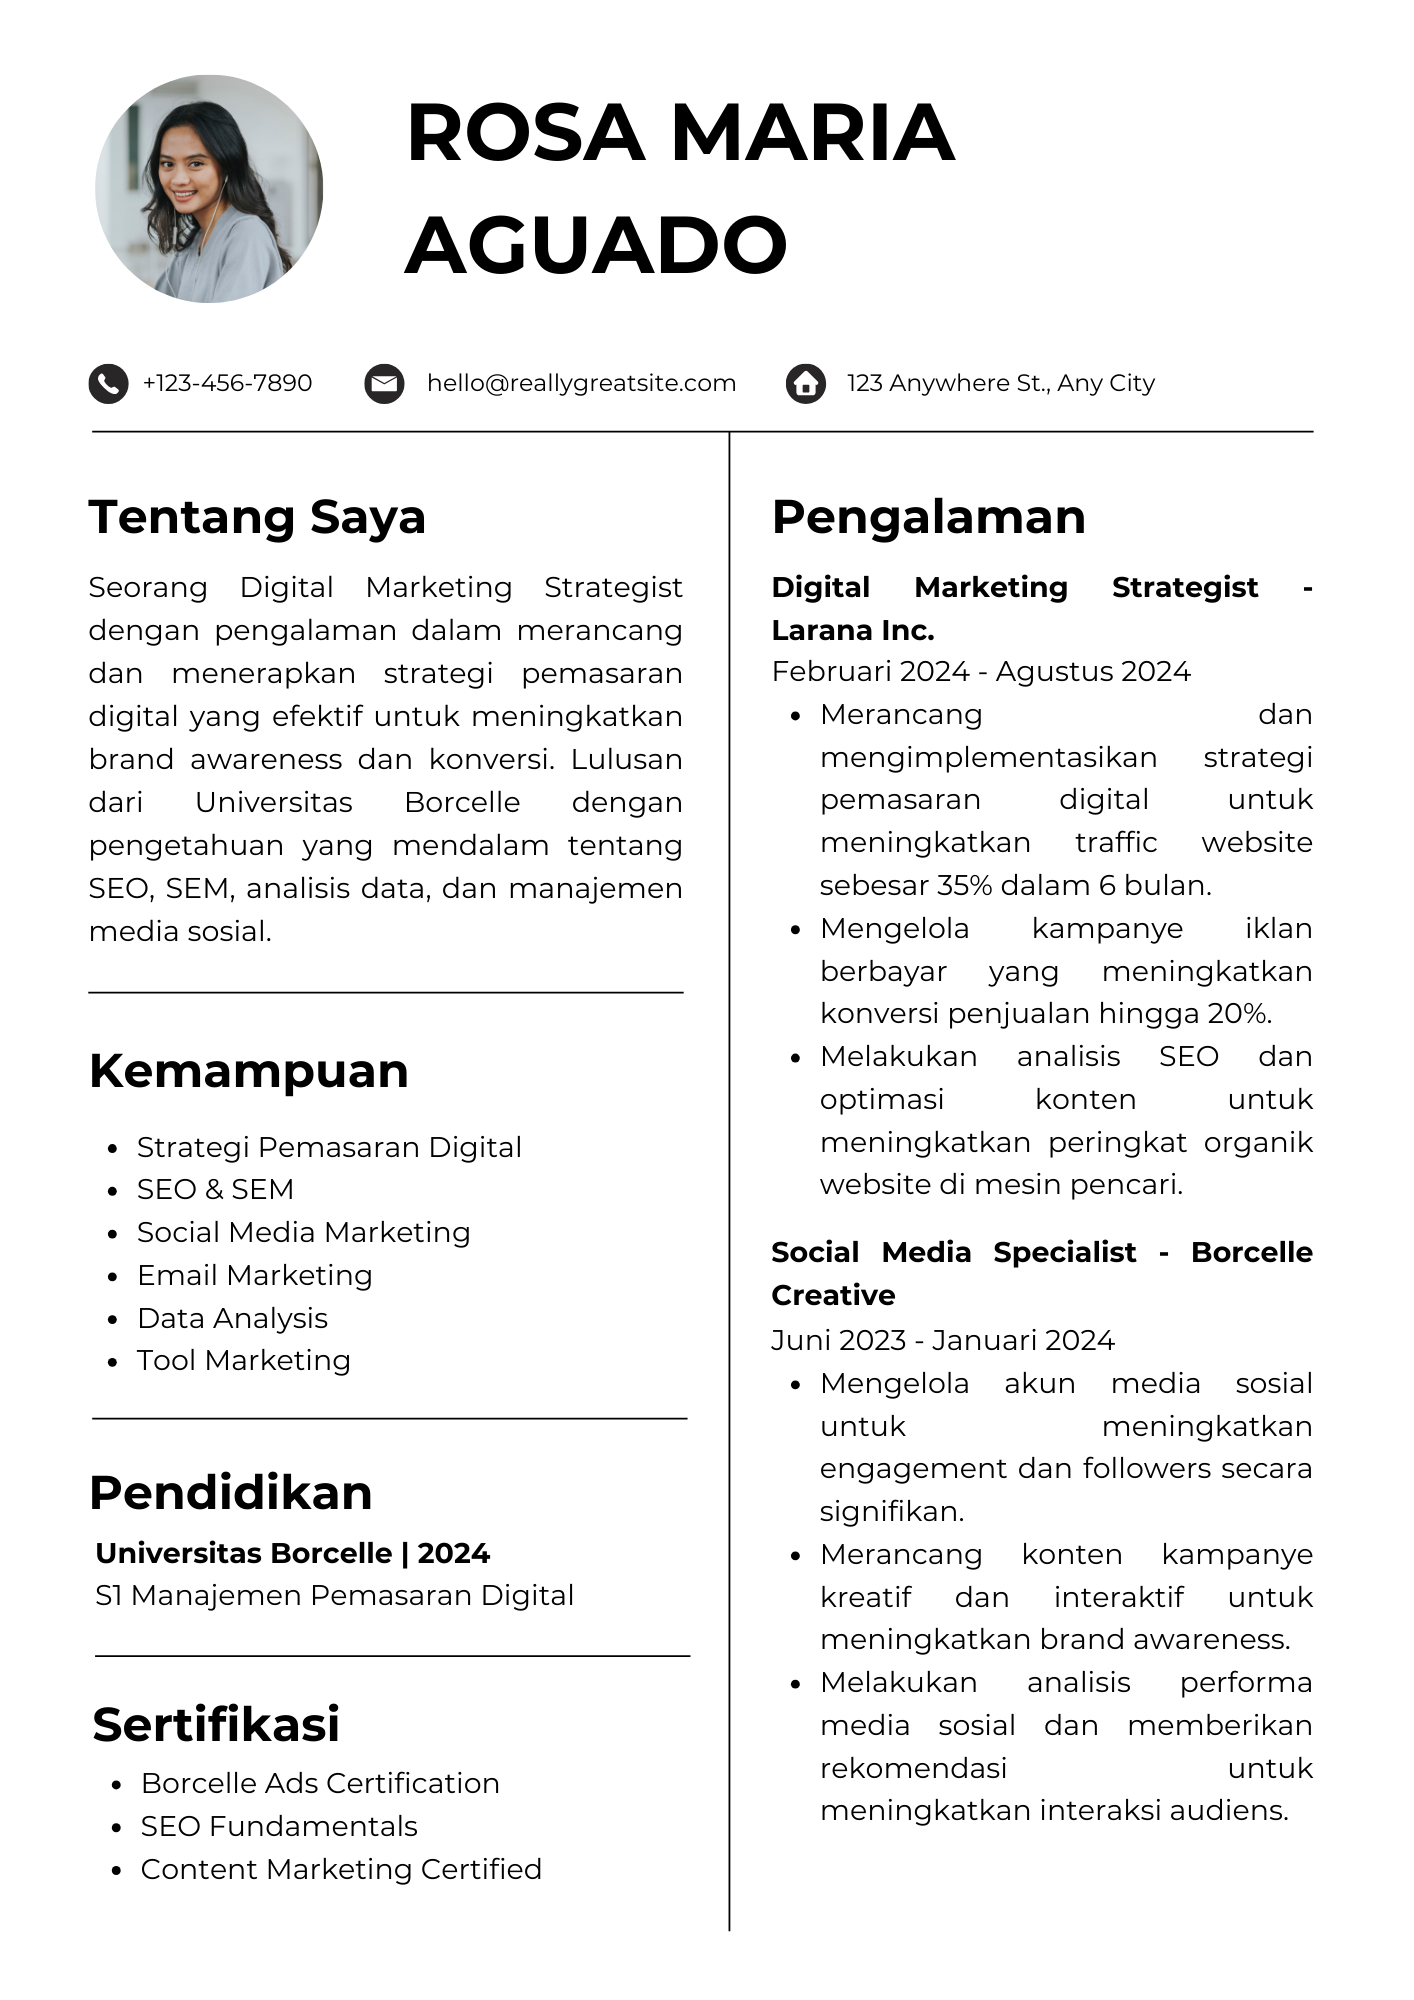 ROSA MARIA
AGUADO
+123-456-7890
hello@reallygreatsite.com
123 Anywhere St., Any City
Tentang Saya
Seorang Digital Marketing Strategist
dengan pengalaman dalam merancang
dan menerapkan strategi pemasaran
digital yang efektif untuk meningkatkan
brand awareness dan konversi. Lulusan
dari Universitas Borcelle dengan
pengetahuan yang mendalam tentang
SEO, SEM, analisis data, dan manajemen
media sosial.
Kemampuan
• Strategi Pemasaran Digital
• SEO & SEM
• Social Media Marketing
• Email Marketing
• Data Analysis
• Tool Marketing
Pendidikan
Universitas Borcelle | 2024
S1 Manajemen Pemasaran Digital
Sertifikasi
• Borcelle Ads Certification
• SEO Fundamentals
• Content Marketing Certified
Pengalaman
Digital Marketing Strategist -
Larana Inc.
Februari 2024 - Agustus 2024
• Merancang dan
mengimplementasikan strategi
pemasaran digital untuk
meningkatkan traffic website
sebesar 35% dalam 6 bulan.
• Mengelola kampanye iklan
berbayar yang meningkatkan
konversi penjualan hingga 20%.
• Melakukan analisis SEO dan
optimasi konten untuk
meningkatkan peringkat organik
website di mesin pencari.
Social Media Specialist - Borcelle
Creative
Juni 2023 - Januari 2024
• Mengelola akun media sosial
untuk meningkatkan
engagement dan followers secara
signifikan.
• Merancang konten kampanye
kreatif dan interaktif untuk
meningkatkan brand awareness.
• Melakukan analisis performa
media sosial dan memberikan
rekomendasi untuk
meningkatkan interaksi audiens.